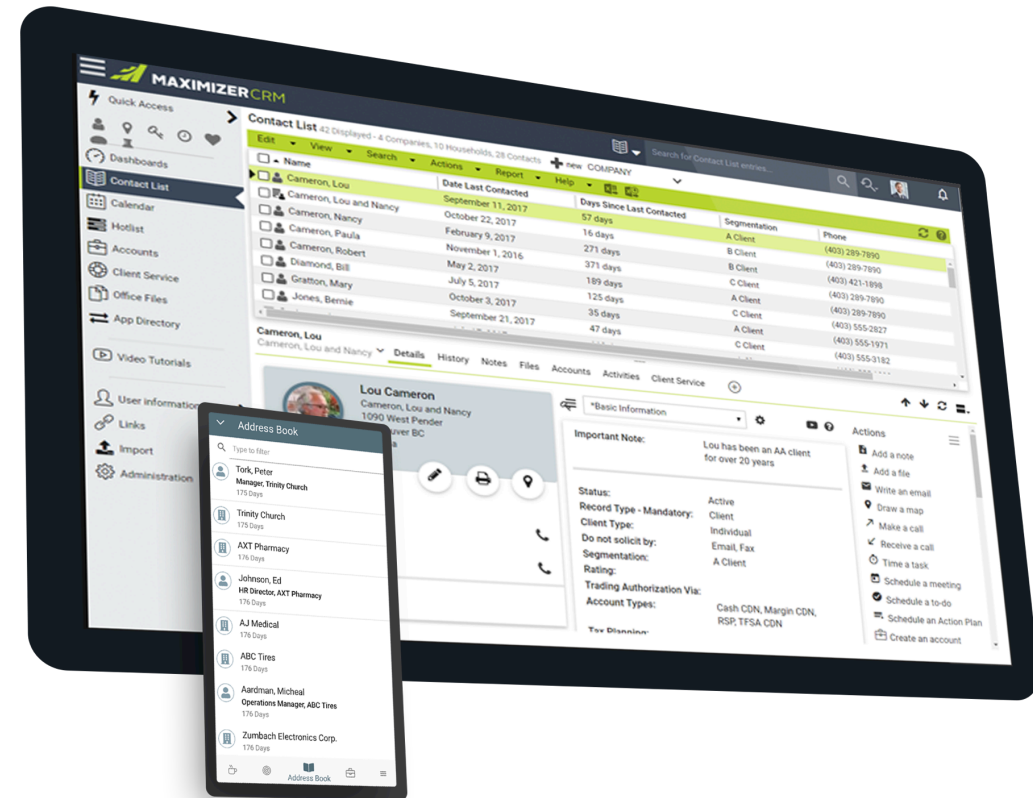 MAXIMIZER CRM
Quick Access
Dashboards
Contact List
Calendar
Hotlist
Accounts
Client Service
Office Files
App Directory
Video Tutorials
User information
Links
Import
Administration
Contact List 42 Displayed - 4 Companies, 10 Households, 28 Contacts new COMPANY
Search for Contact List entries...
Edit View Search Actions Report Help
Name Date Last Contacted Days Since Last Contacted Segmentation Phone
Cameron, Lou September 11, 2017 57 days A Client (403) 289-7890
Cameron, Lou and Nancy October 22, 2017 16 days B Client (403) 289-7890
Cameron, Nancy February 9, 2017 271 days B Client (403) 421-1898
Cameron, Paula November 1, 2016 371 days C Client (403) 289-7890
Cameron, Robert May 2, 2017 189 days A Client (403) 289-7890
Diamond, Bill July 5, 2017 125 days C Client (403) 555-2827
Gratton, Mary October 3, 2017 35 days A Client (403) 555-1971
Jones, Bernie September 21, 2017 47 days C Client (403) 555-3182
Cameron, Lou
Cameron, Lou and Nancy
Details History Notes Files Accounts Activities Client Service
Lou Cameron
Cameron, Lou and Nancy
1090 West Pender
uver BC
a
*Basic Information
Important Note: Lou has been an AA client
for over 20 years
Status: Active
Record Type - Mandatory: Client
Client Type: Individual
Do not solicit by: Email, Fax
Segmentation: A Client
Rating:
Trading Authorization Via:
Account Types: Cash CDN, Margin CDN,
RSP, TFSA CDN
Tax Planning:
Actions
Add a note
Add a file
Write an email
Draw a map
Make a call
Receive a call
Time a task
Schedule a meeting
Schedule a to-do
Schedule an Action Plan
Create an account
Address Book
Type to filter
Tork, Peter
Manager, Trinity Church
175 Days
Trinity Church
175 Days
AXT Pharmacy
176 Days
Johnson, Ed
HR Director, AXT Pharmacy
176 Days
AJ Medical
176 Days
ABC Tires
176 Days
Aardman, Micheal
Operations Manager, ABC Tires
176 Days
Zumbach Electronics Corp.
176 Days
Address Book